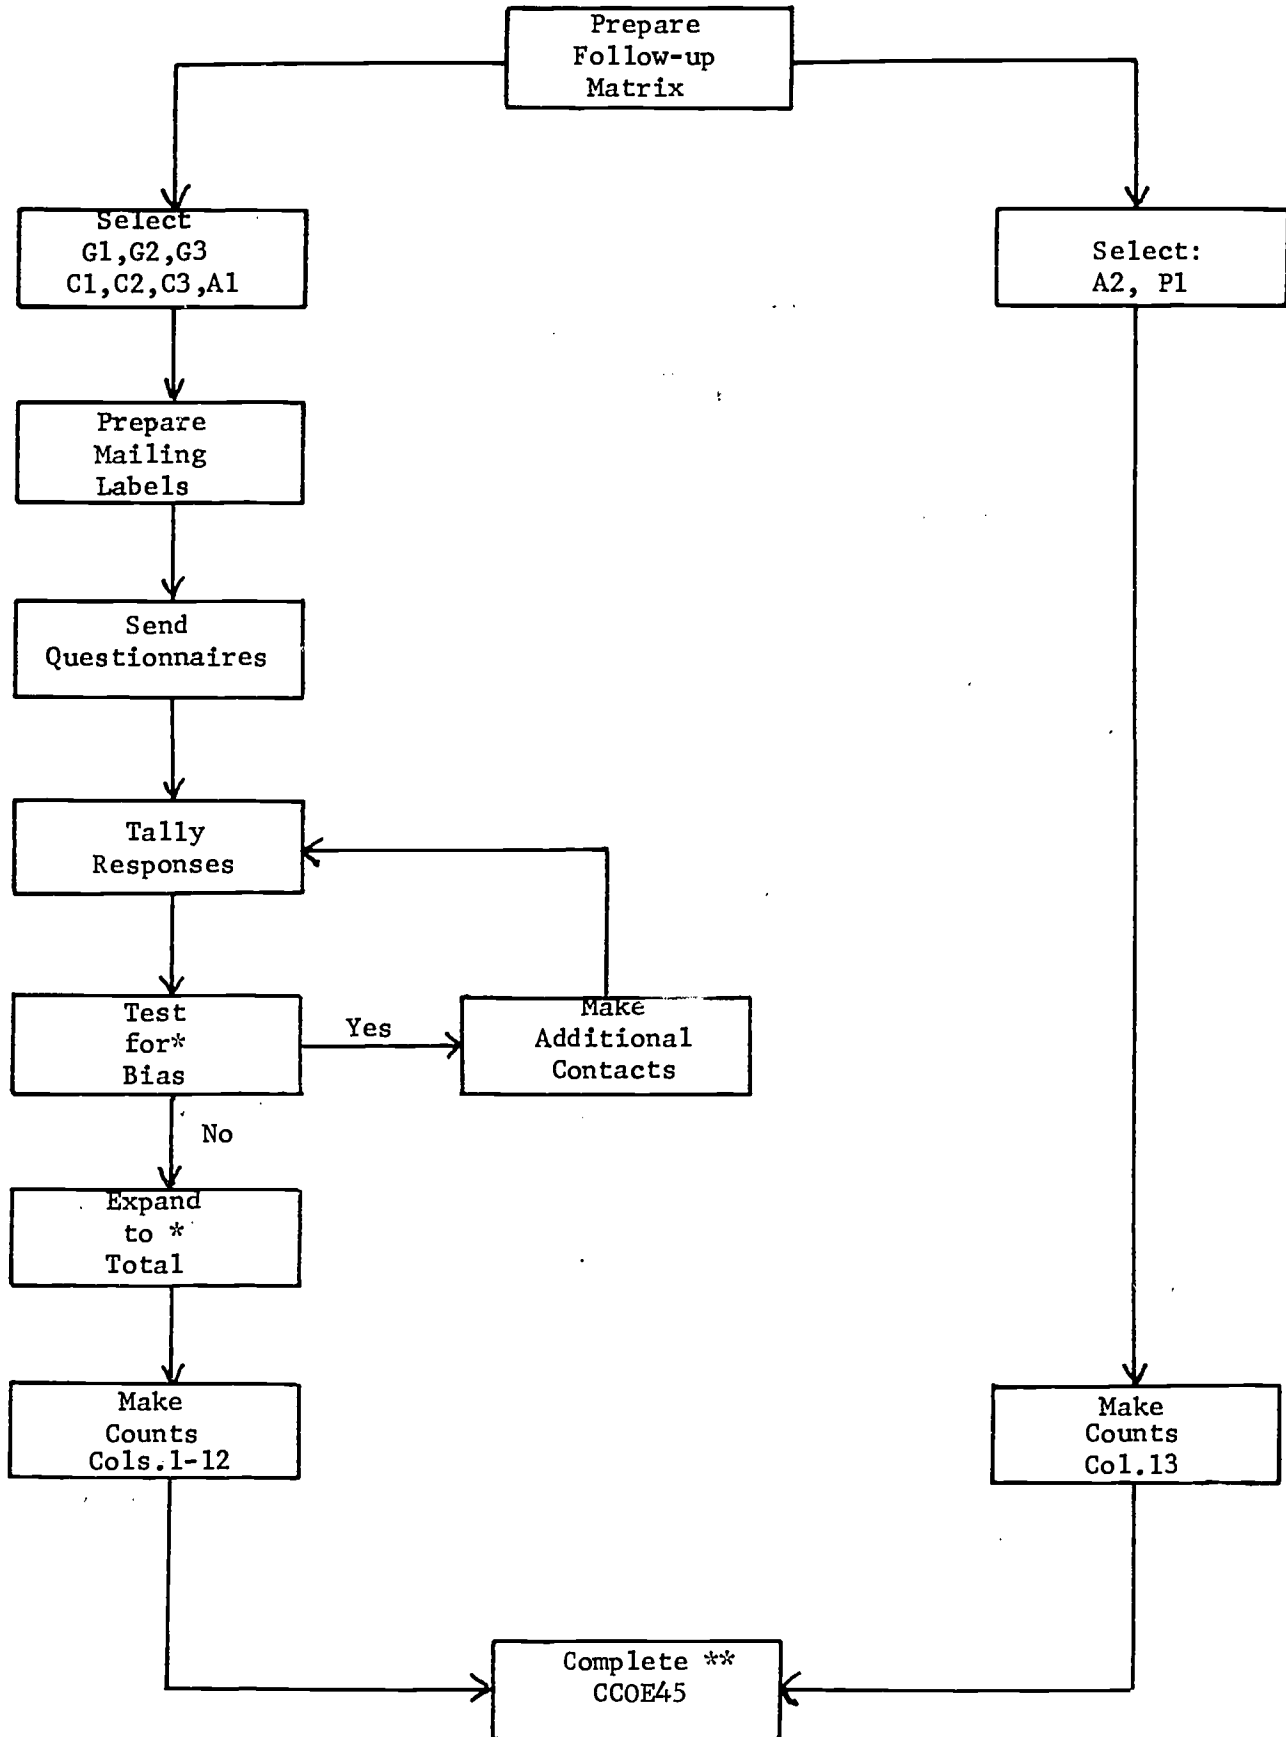 Prepare
Follow-up
Matrix
Select
G1,G2,G3
C1,C2,C3,A1
Select:
A2, P1
Prepare
Mailing
Labels
Send
Questionnaires
Tally
Responses
Test
for*
Bias
Yes
Make
Additional
Contacts
No
Expand
to *
Total
Make
Counts
Cols.1-12
Make
Counts
Col.13
Complete **
CCOE45